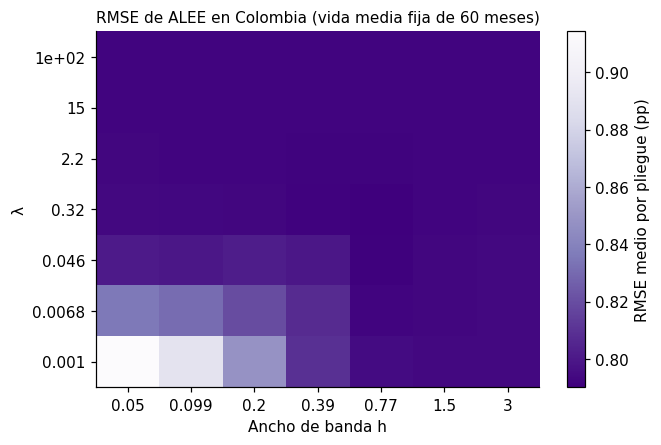 RMSE de ALEE en Colombia (vida media fija de 60 meses)
1e+02
15
2.2
0.32
0.046
0.0068
0.001
λ
0.05 0.099 0.2 0.39 0.77 1.5 3
Ancho de banda h
0.90
0.88
0.86
0.84
0.82
0.80
RMSE medio por pliegue (pp)